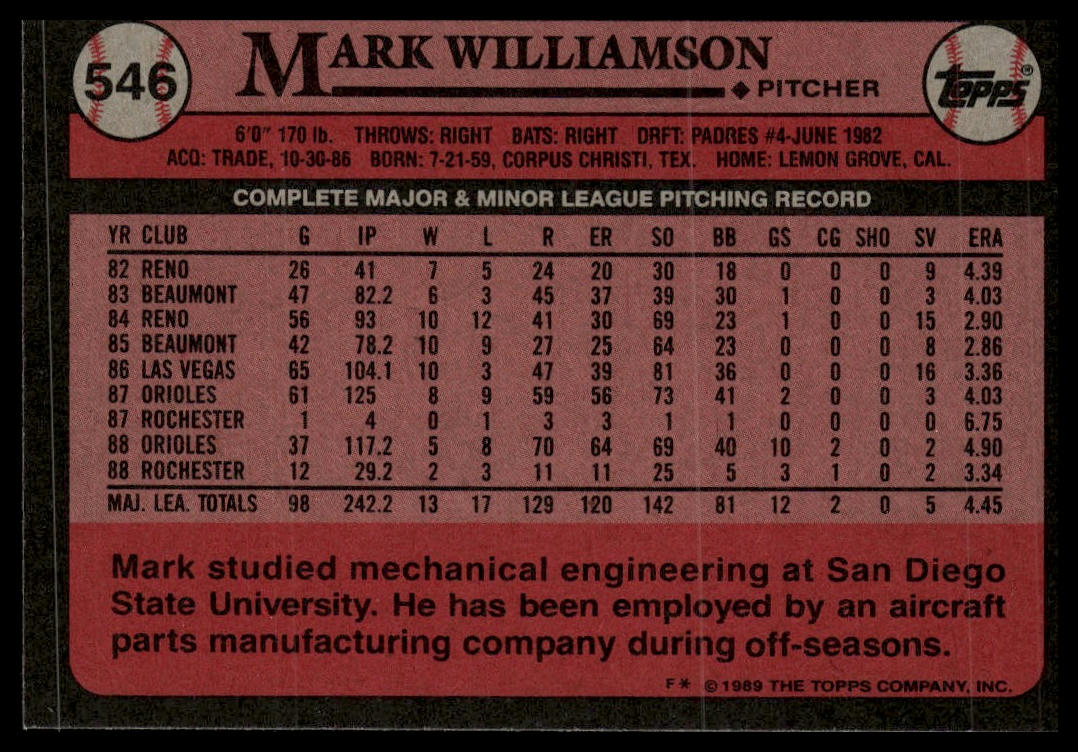 546
MARK WILLIAMSON
◆ PITCHER
TOPPS®
6'0" 170 lb. THROWS: RIGHT BATS: RIGHT DRFT: PADRES #4-JUNE 1982
ACQ: TRADE, 10-30-86 BORN: 7-21-59, CORPUS CHRISTI, TEX. HOME: LEMON GROVE, CAL.
COMPLETE MAJOR & MINOR LEAGUE PITCHING RECORD
YR CLUB G IP W L R ER SO BB GS CG SHO SV ERA
82 RENO 26 41 7 5 24 20 30 18 0 0 0 9 4.39
83 BEAUMONT 47 82.2 6 3 45 37 39 30 1 0 0 3 4.03
84 RENO 56 93 10 12 41 30 69 23 1 0 0 15 2.90
85 BEAUMONT 42 78.2 10 9 27 25 64 23 0 0 0 8 2.86
86 LAS VEGAS 65 104.1 10 3 47 39 81 36 0 0 0 16 3.36
87 ORIOLES 61 125 8 9 59 56 73 41 2 0 0 3 4.03
87 ROCHESTER 1 4 0 1 3 3 1 1 0 0 0 0 6.75
88 ORIOLES 37 117.2 5 8 70 64 69 40 10 2 0 2 4.90
88 ROCHESTER 12 29.2 2 3 11 11 25 5 3 1 0 2 3.34
MAJ. LEA. TOTALS 98 242.2 13 17 129 120 142 81 12 2 0 5 4.45
Mark studied mechanical engineering at San Diego
State University. He has been employed by an aircraft
parts manufacturing company during off-seasons.
F* © 1989 THE TOPPS COMPANY, INC.